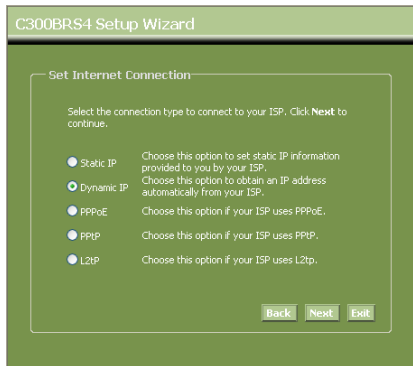 C300BRS4 Setup Wizard
Set Internet Connection
Select the connection type to connect to your ISP. Click Next to
continue.
Static IP
Choose this option to set static IP information
provided to you by your ISP.
Dynamic IP
Choose this option to obtain an IP address
automatically from your ISP.
PPPoE
Choose this option if your ISP uses PPPoE.
PPtP
Choose this option if your ISP uses PPtP.
L2tP
Choose this option if your ISP uses L2tp.
Back Next Exit